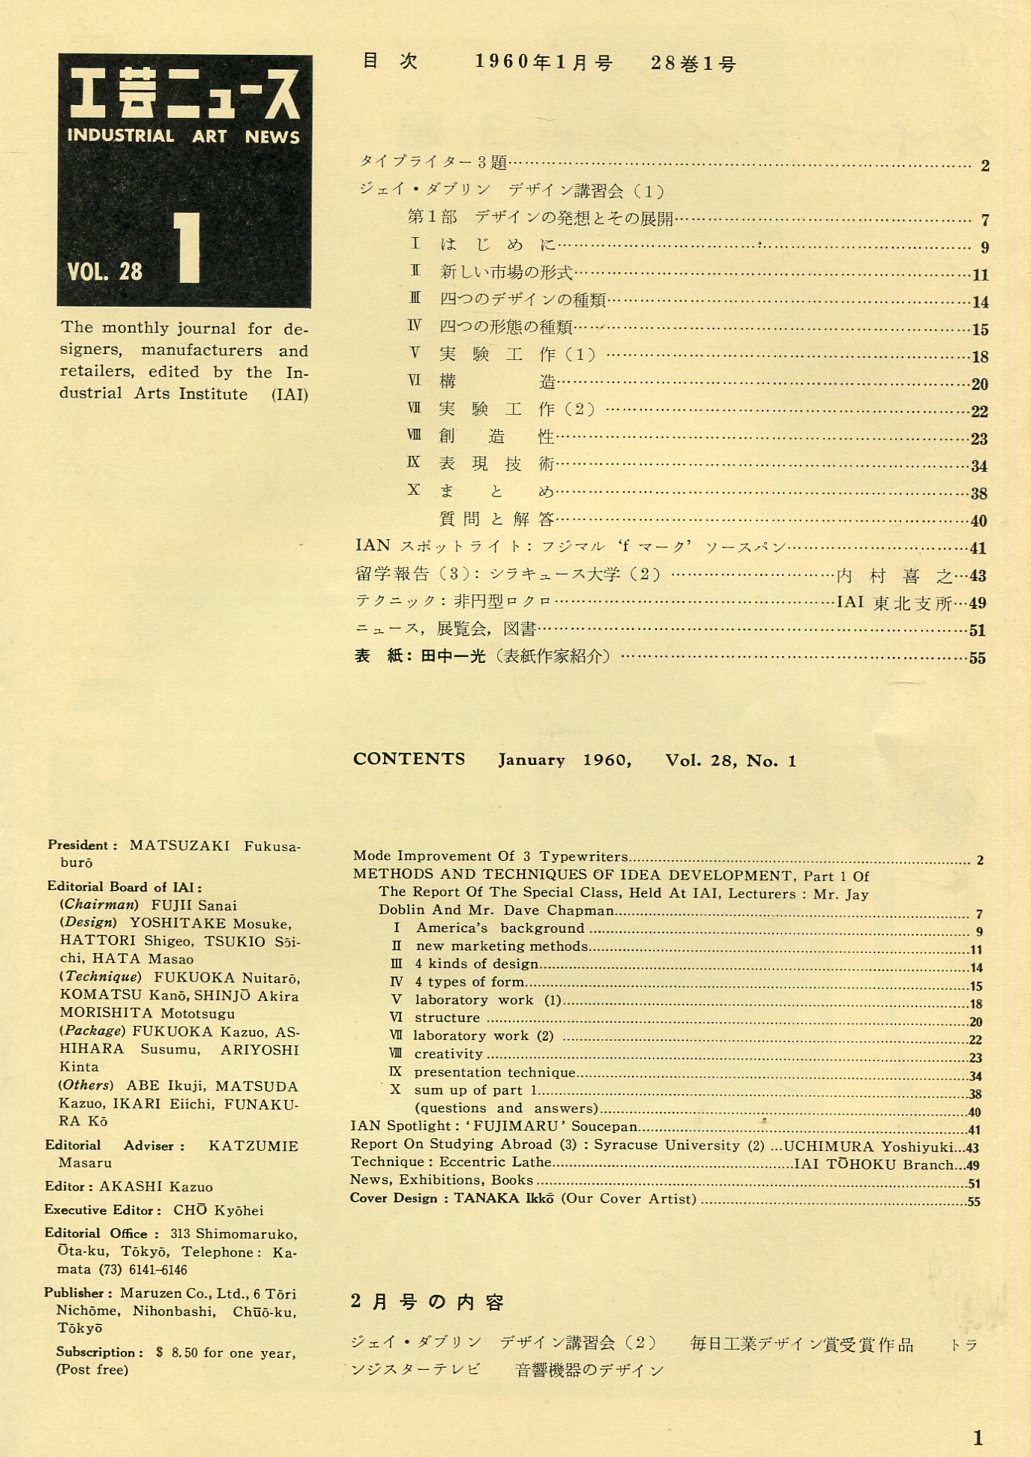 工芸ニュース
INDUSTRIAL ART NEWS
1
VOL. 28
The monthly journal for de-
signers, manufacturers and
retailers, edited by the In-
dustrial Arts Institute (IAI)
目 次 1960年1月号 28巻1号
タイプライター3題……2
ジェイ・ダブリン デザイン講習会(1)
第1部 デザインの発想とその展開……7
Ⅰ はじめに……9
Ⅱ 新しい市場の形式……11
Ⅲ 四つのデザインの種類……14
Ⅳ 四つの形態の種類……15
Ⅴ 実験工作(1)……18
Ⅵ 構造……20
Ⅶ 実験工作(2)……22
Ⅷ 創造性……23
Ⅸ 表現技術……34
Ⅹ まとめ……38
質問と解答……40
IAN スポットライト: フジマル 'f マーク' ソースパン……41
留学報告(3): シラキュース大学(2)……内村喜之…43
テクニック: 非円型ロクロ……IAI 東北支所…49
ニュース, 展覧会, 図書……51
表 紙: 田中一光(表紙作家紹介)……55
CONTENTS January 1960, Vol. 28, No. 1
Mode Improvement Of 3 Typewriters......2
METHODS AND TECHNIQUES OF IDEA DEVELOPMENT, Part 1 Of
The Report Of The Special Class, Held At IAI, Lecturers : Mr. Jay
Doblin And Mr. Dave Chapman......7
Ⅰ America's background......9
Ⅱ new marketing methods......11
Ⅲ 4 kinds of design......14
Ⅳ 4 types of form......15
Ⅴ laboratory work (1)......18
Ⅵ structure......20
Ⅶ laboratory work (2)......22
Ⅷ creativity......23
Ⅸ presentation technique......34
Ⅹ sum up of part 1......38
(questions and answers)......40
IAN Spotlight : 'FUJIMARU' Soucepan......41
Report On Studying Abroad (3) : Syracuse University (2) ...UCHIMURA Yoshiyuki...43
Technique : Eccentric Lathe......IAI TŌHOKU Branch...49
News, Exhibitions, Books......51
Cover Design : TANAKA Ikkō (Our Cover Artist)......55
President : MATSUZAKI Fukusa-
burō
Editorial Board of IAI :
(Chairman) FUJII Sanai
(Design) YOSHITAKE Mosuke,
HATTORI Shigeo, TSUKIO Sōi-
chi, HATA Masao
(Technique) FUKUOKA Nuitarō,
KOMATSU Kanō, SHINJŌ Akira
MORISHITA Mototsugu
(Package) FUKUOKA Kazuo, AS-
HIHARA Susumu, ARIYOSHI
Kinta
(Others) ABE Ikuji, MATSUDA
Kazuo, IKARI Eiichi, FUNAKU-
RA Kō
Editorial Adviser : KATZUMIE
Masaru
Editor : AKASHI Kazuo
Executive Editor : CHŌ Kyōhei
Editorial Office : 313 Shimomaruko,
Ōta-ku, Tōkyō, Telephone : Ka-
mata (73) 6141-6146
Publisher : Maruzen Co., Ltd., 6 Tōri
Nichōme, Nihonbashi, Chūō-ku,
Tōkyō
Subscription : $ 8.50 for one year,
(Post free)
2月号の内容
ジェイ・ダブリン デザイン講習会(2) 毎日工業デザイン賞受賞作品 トラ
ンジスターテレビ 音響機器のデザイン
1